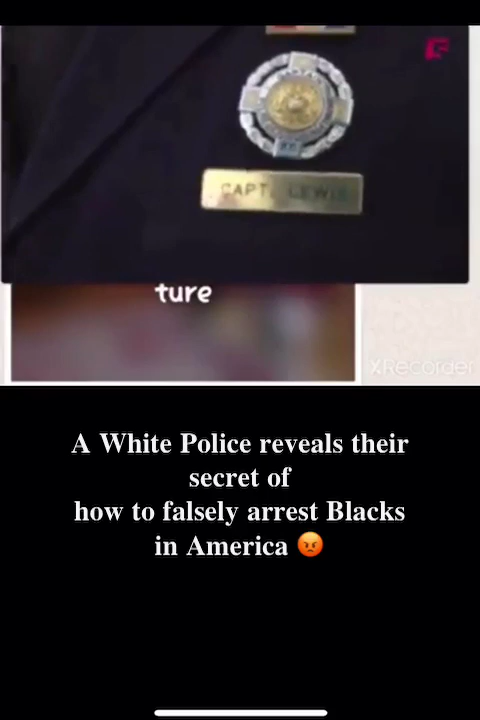 CAPT. LEWIS
ture
XRecorder
A White Police reveals their
secret of
how to falsely arrest Blacks
in America 😡